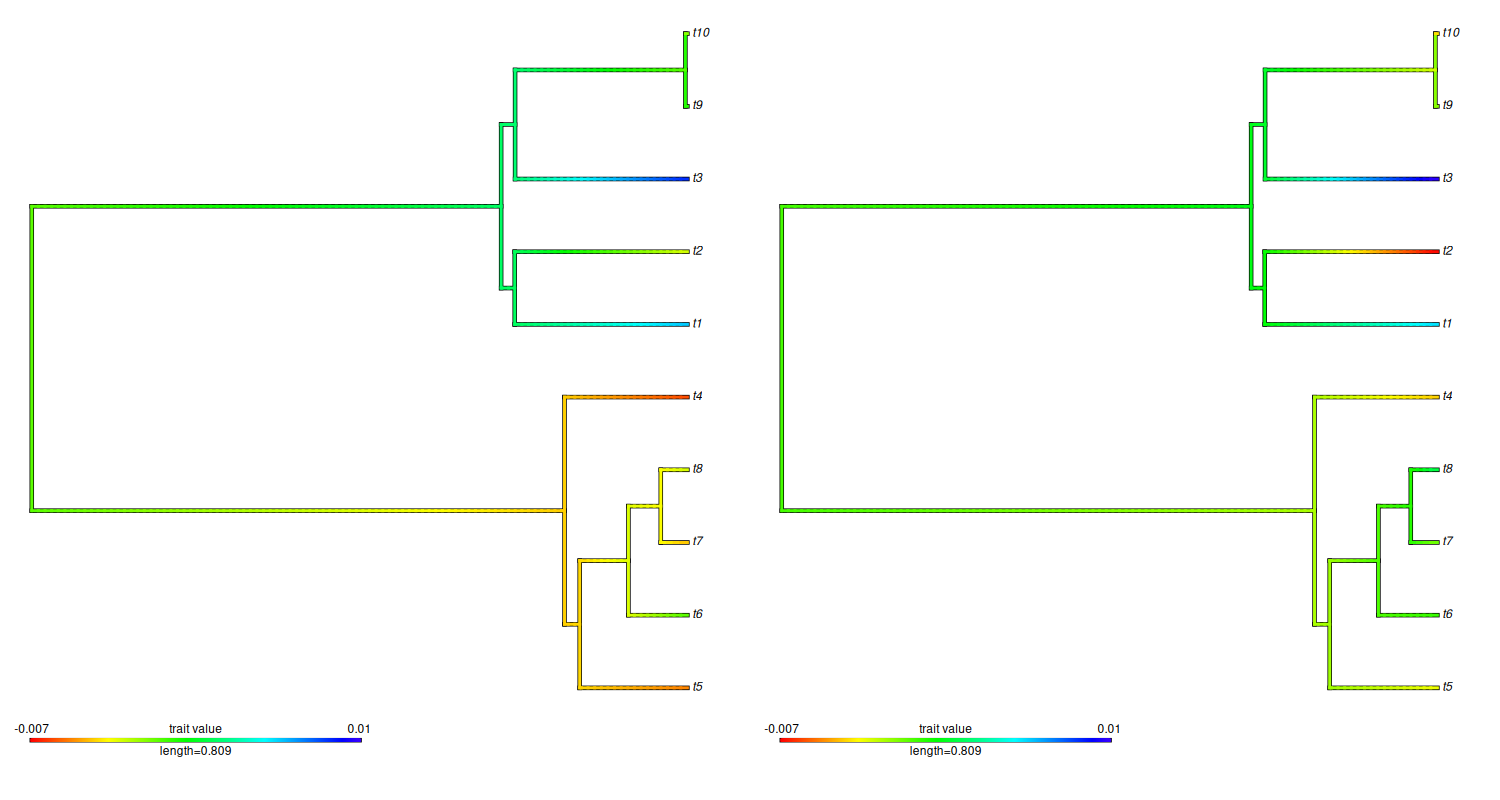 t10
t9
t3
t2
t1
t4
t8
t7
t6
t5
-0.007 trait value 0.01
length=0.809
t10
t9
t3
t2
t1
t4
t8
t7
t6
t5
-0.007 trait value 0.01
length=0.809